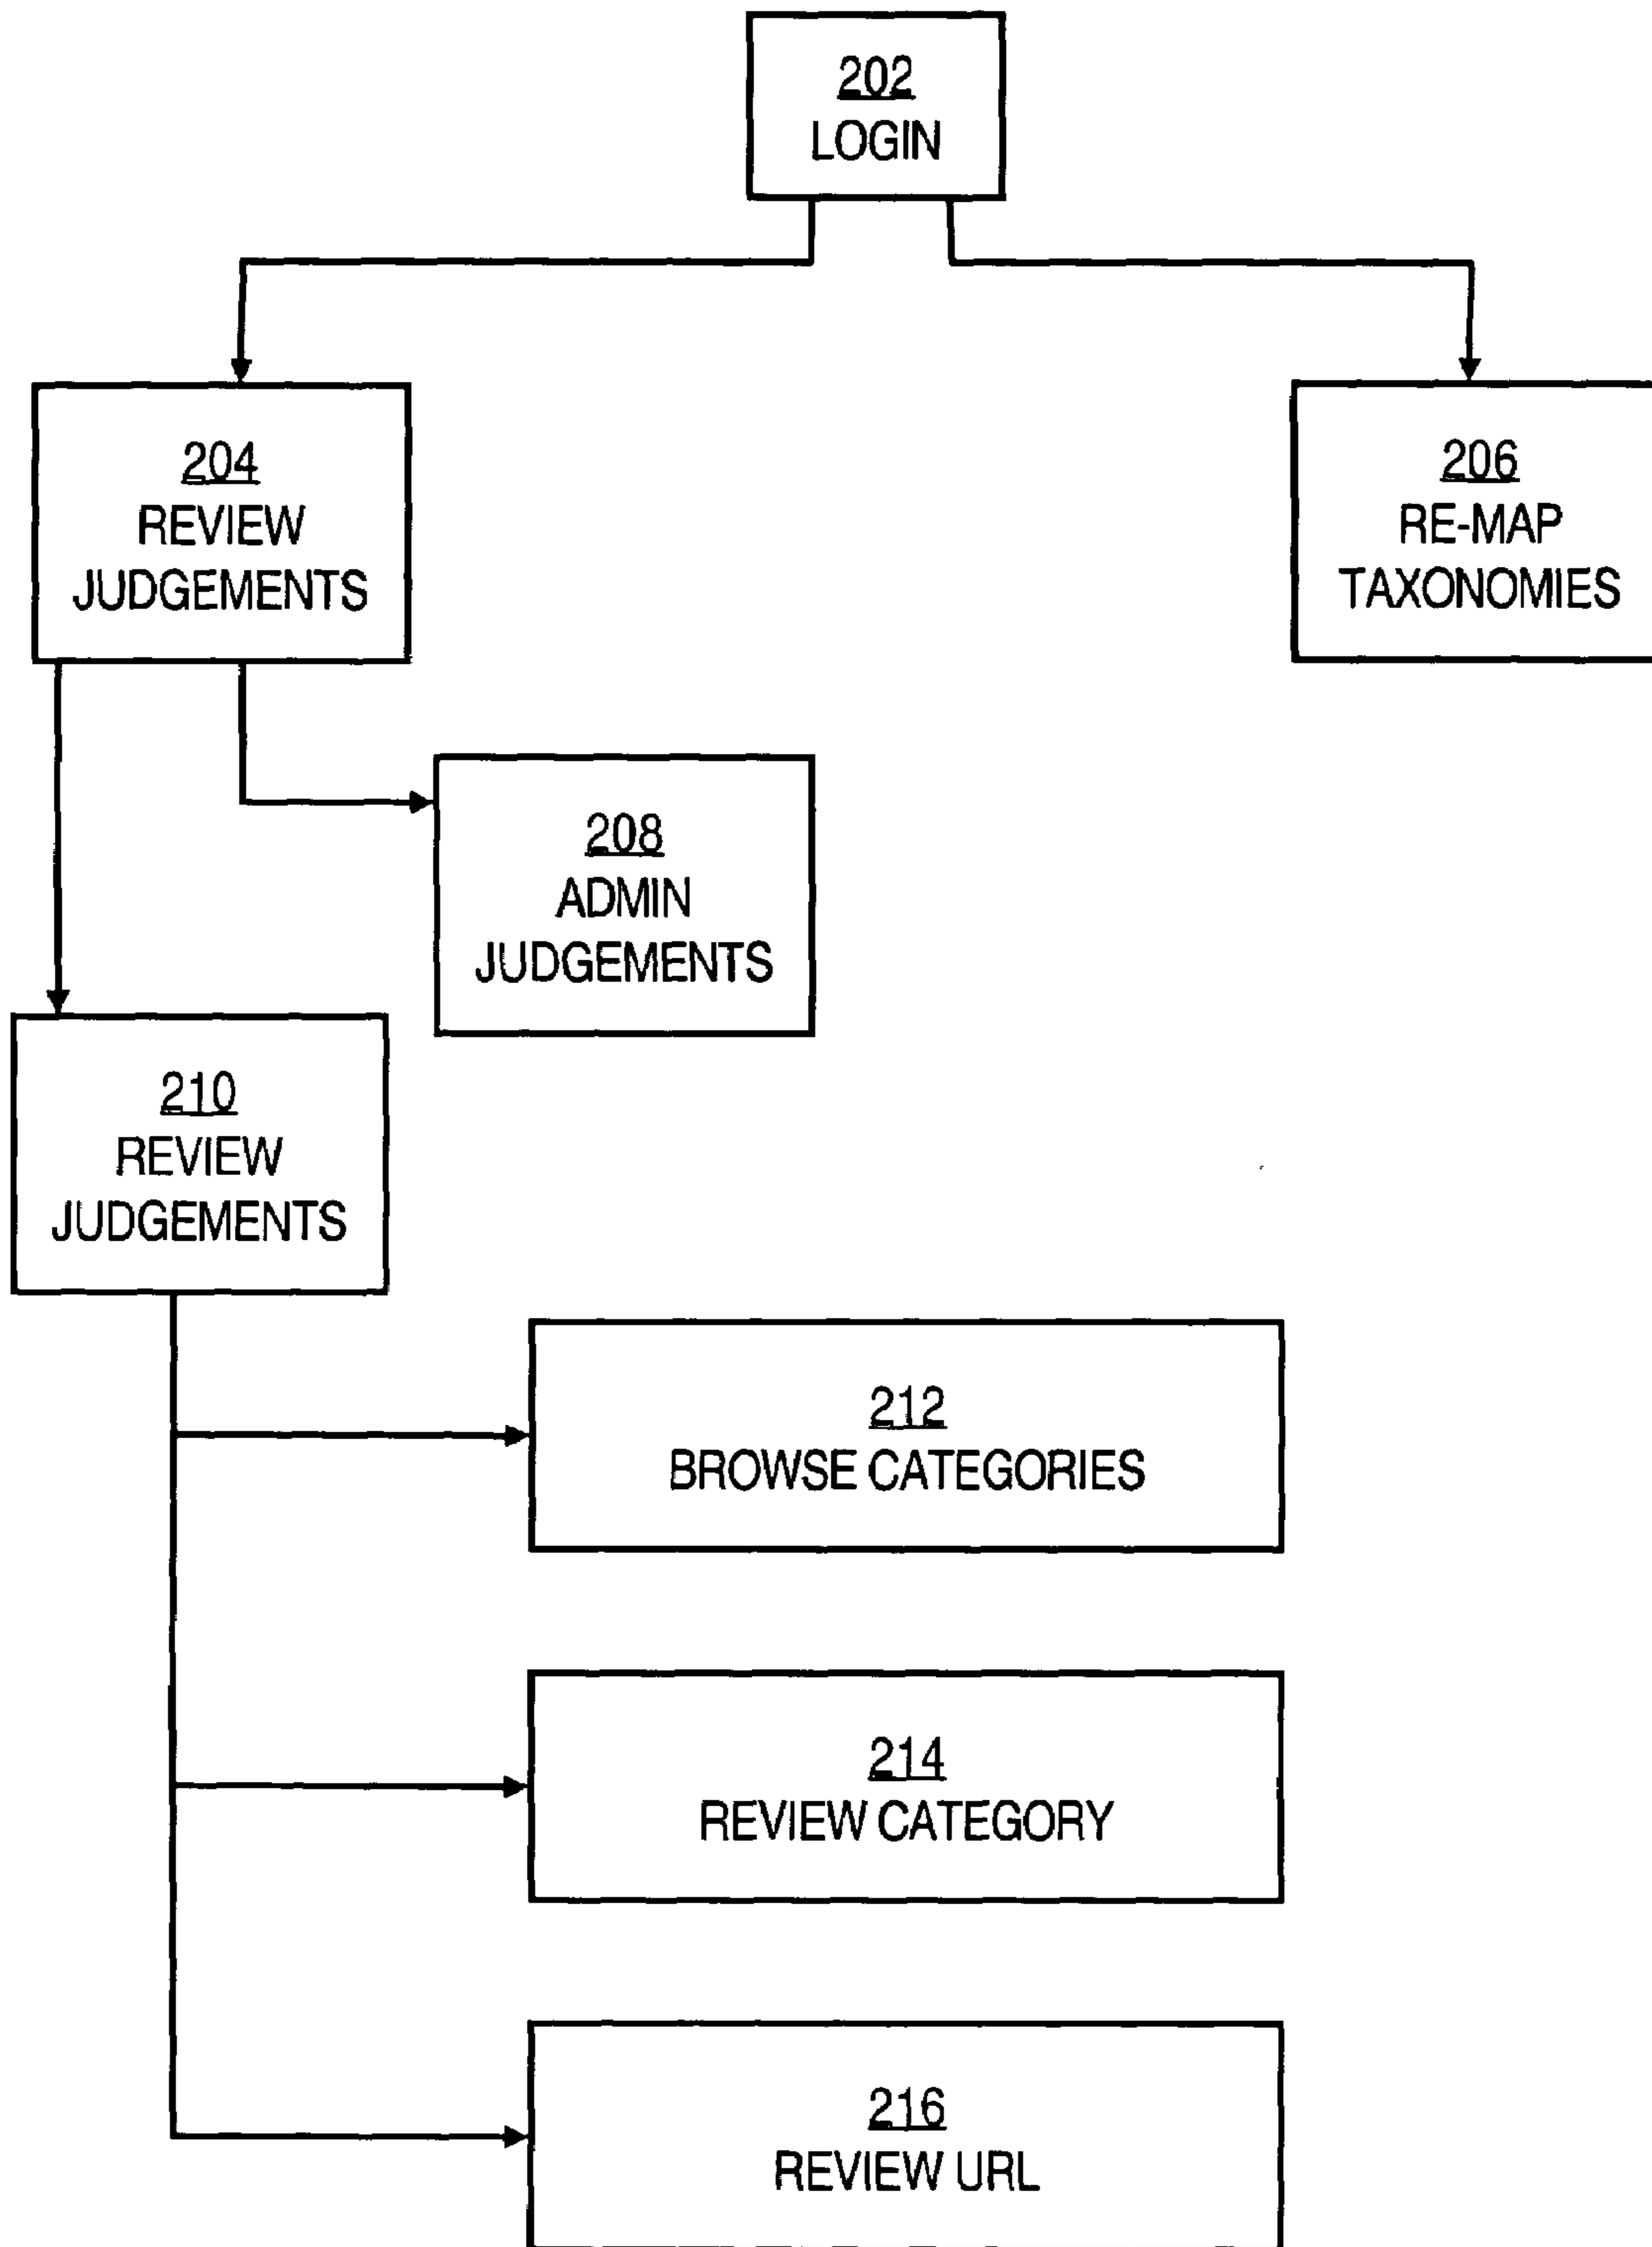 202
LOGIN
204
REVIEW
JUDGEMENTS
206
RE-MAP
TAXONOMIES
208
ADMIN
JUDGEMENTS
210
REVIEW
JUDGEMENTS
212
BROWSE CATEGORIES
214
REVIEW CATEGORY
216
REVIEW URL